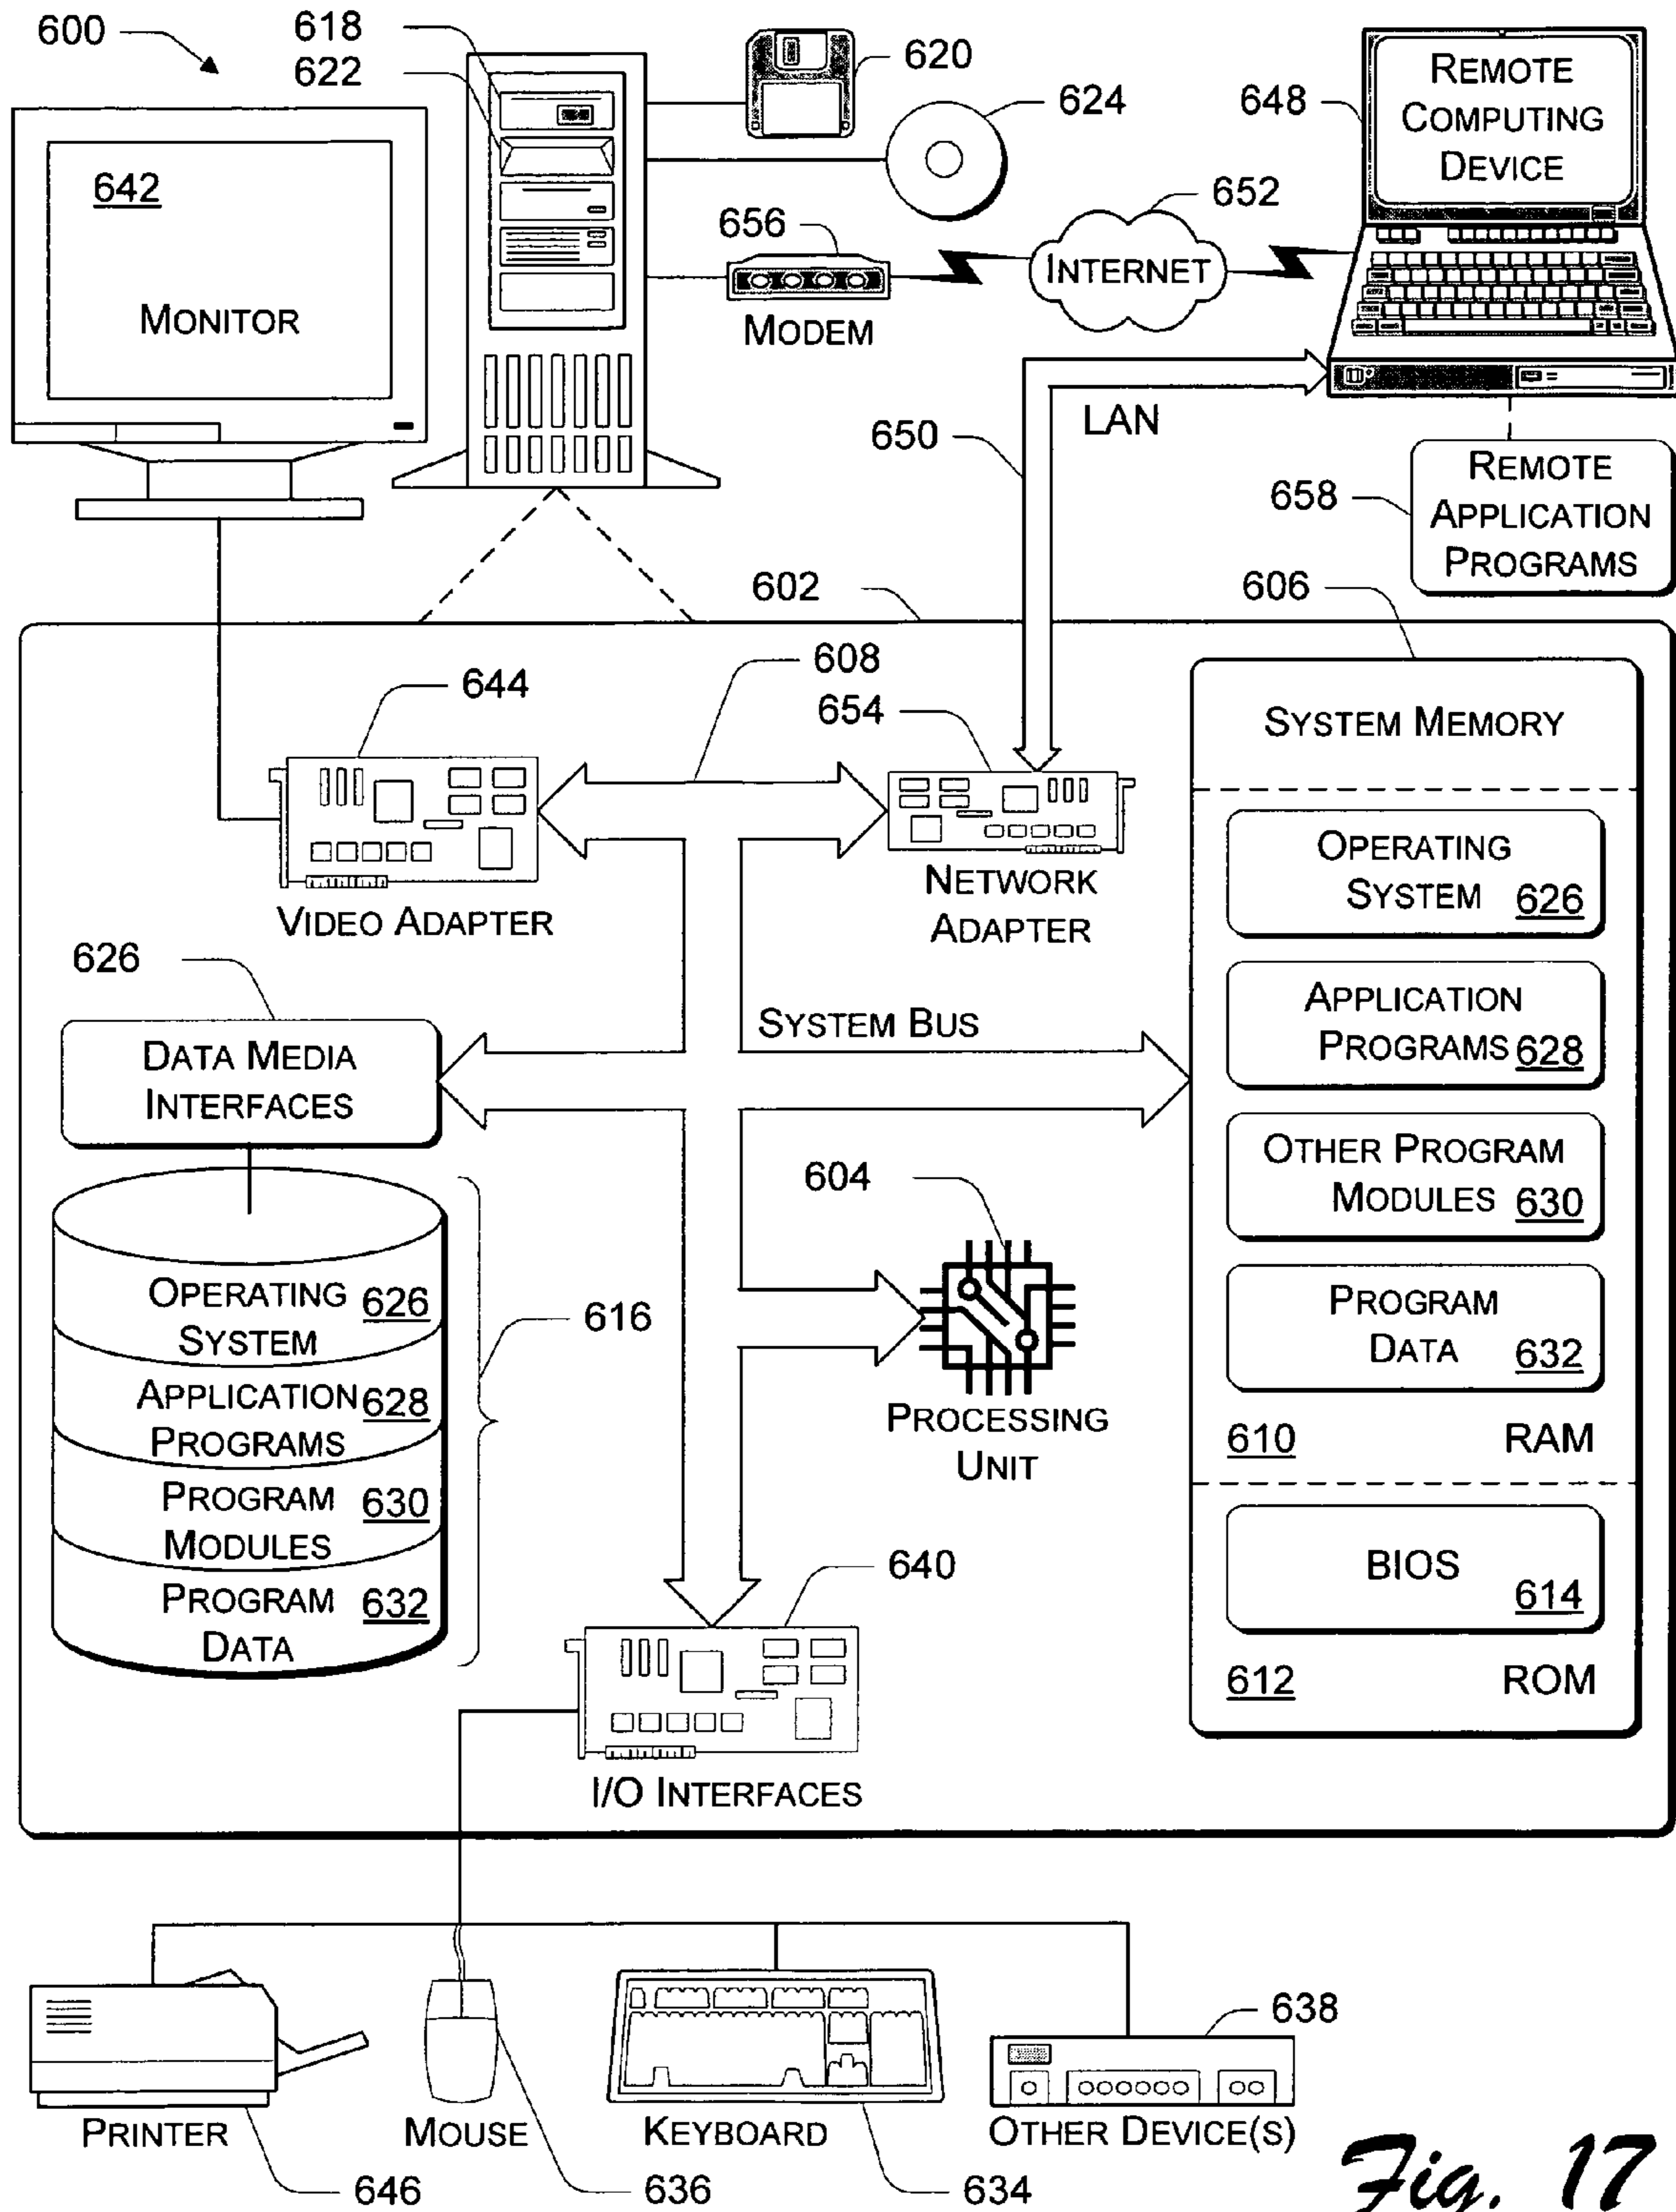 600
618
622
620
624
648
REMOTE
COMPUTING
DEVICE
642
MONITOR
656
MODEM
652
INTERNET
650
LAN
658
REMOTE
APPLICATION
PROGRAMS
602
606
608
644
654
VIDEO ADAPTER
NETWORK
ADAPTER
SYSTEM MEMORY
OPERATING
SYSTEM 626
APPLICATION
PROGRAMS 628
OTHER PROGRAM
MODULES 630
PROGRAM
DATA 632
610 RAM
BIOS
614
612 ROM
626
DATA MEDIA
INTERFACES
SYSTEM BUS
604
PROCESSING
UNIT
OPERATING 626
SYSTEM
APPLICATION 628
PROGRAMS
PROGRAM 630
MODULES
PROGRAM 632
DATA
616
640
I/O INTERFACES
PRINTER
646
MOUSE
636
KEYBOARD
634
638
OTHER DEVICE(S)
Fig. 17